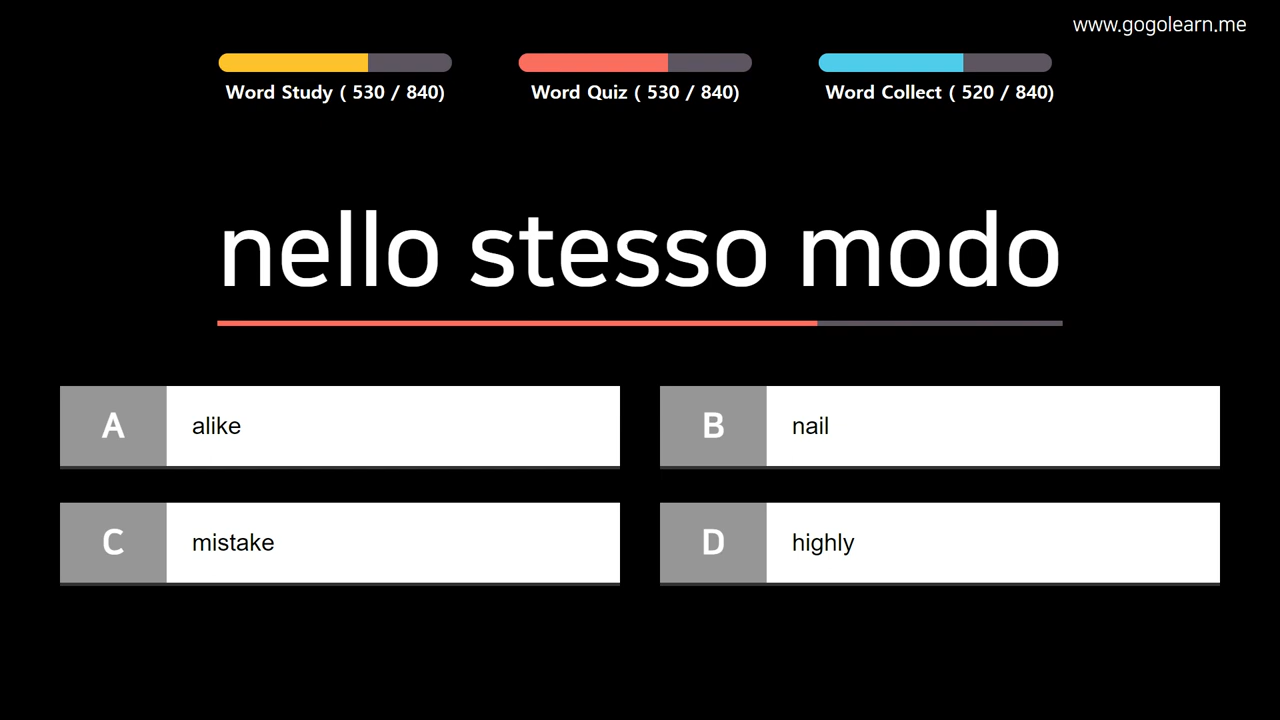 www.gogolearn.me
Word Study ( 530 / 840)
Word Quiz ( 530 / 840)
Word Collect ( 520 / 840)
nello stesso modo
A alike
B nail
C mistake
D highly